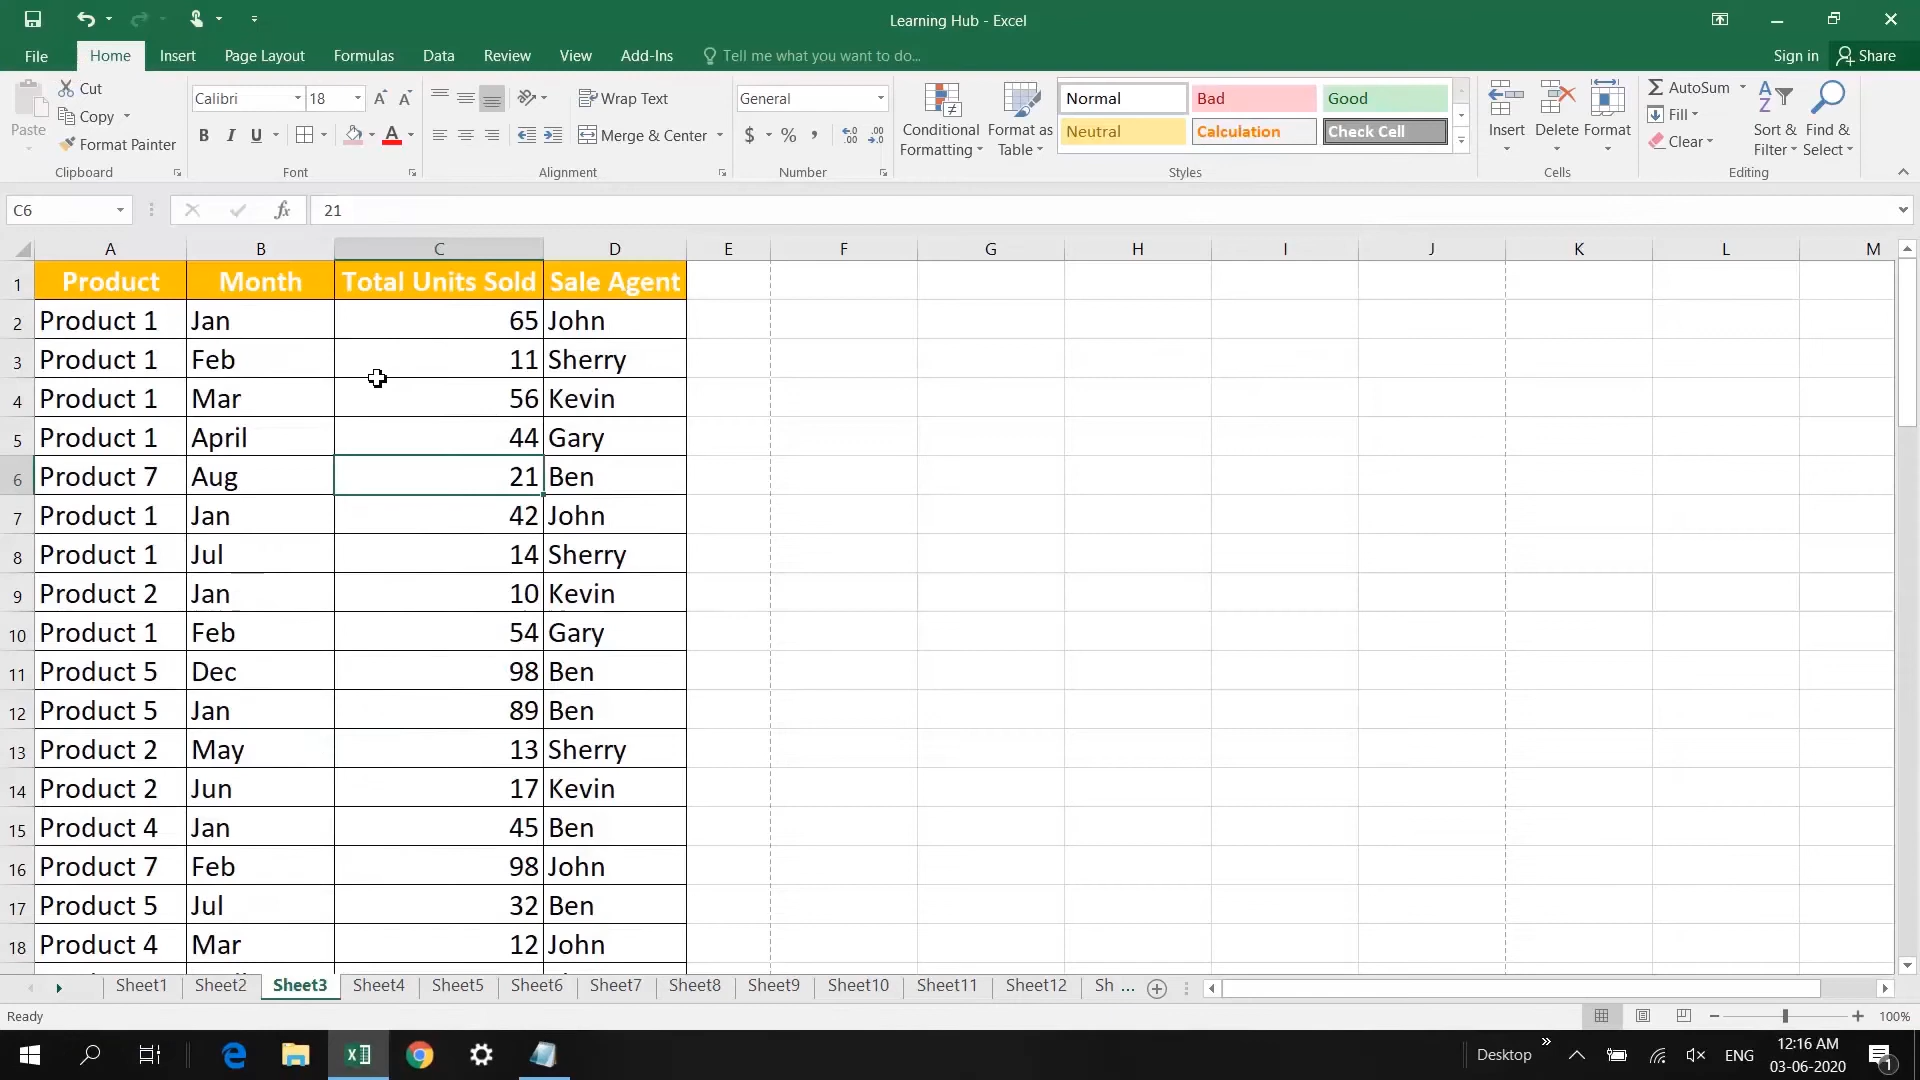 Learning Hub - Excel
File Home Insert Page Layout Formulas Data Review View Add-Ins Tell me what you want to do... Sign in Share
Paste
Cut
Copy
Format Painter
Clipboard
Calibri 18
B I U A
Font
Wrap Text
Merge & Center
Alignment
General
$ % ,
Number
Conditional Formatting
Format as Table
Normal Bad Good
Neutral Calculation Check Cell
Styles
Insert Delete Format
Cells
AutoSum
Fill
Clear
Sort & Filter
Find & Select
Editing
C6 fx 21
A B C D E F G H I J K L M
1 Product Month Total Units Sold Sale Agent
2 Product 1 Jan 65 John
3 Product 1 Feb 11 Sherry
4 Product 1 Mar 56 Kevin
5 Product 1 April 44 Gary
6 Product 7 Aug 21 Ben
7 Product 1 Jan 42 John
8 Product 1 Jul 14 Sherry
9 Product 2 Jan 10 Kevin
10 Product 1 Feb 54 Gary
11 Product 5 Dec 98 Ben
12 Product 5 Jan 89 Ben
13 Product 2 May 13 Sherry
14 Product 2 Jun 17 Kevin
15 Product 4 Jan 45 Ben
16 Product 7 Feb 98 John
17 Product 5 Jul 32 Ben
18 Product 4 Mar 12 John
Sheet1 Sheet2 Sheet3 Sheet4 Sheet5 Sheet6 Sheet7 Sheet8 Sheet9 Sheet10 Sheet11 Sheet12 Sh ...
Ready 100%
Desktop ENG 12:16 AM
03-06-2020 1